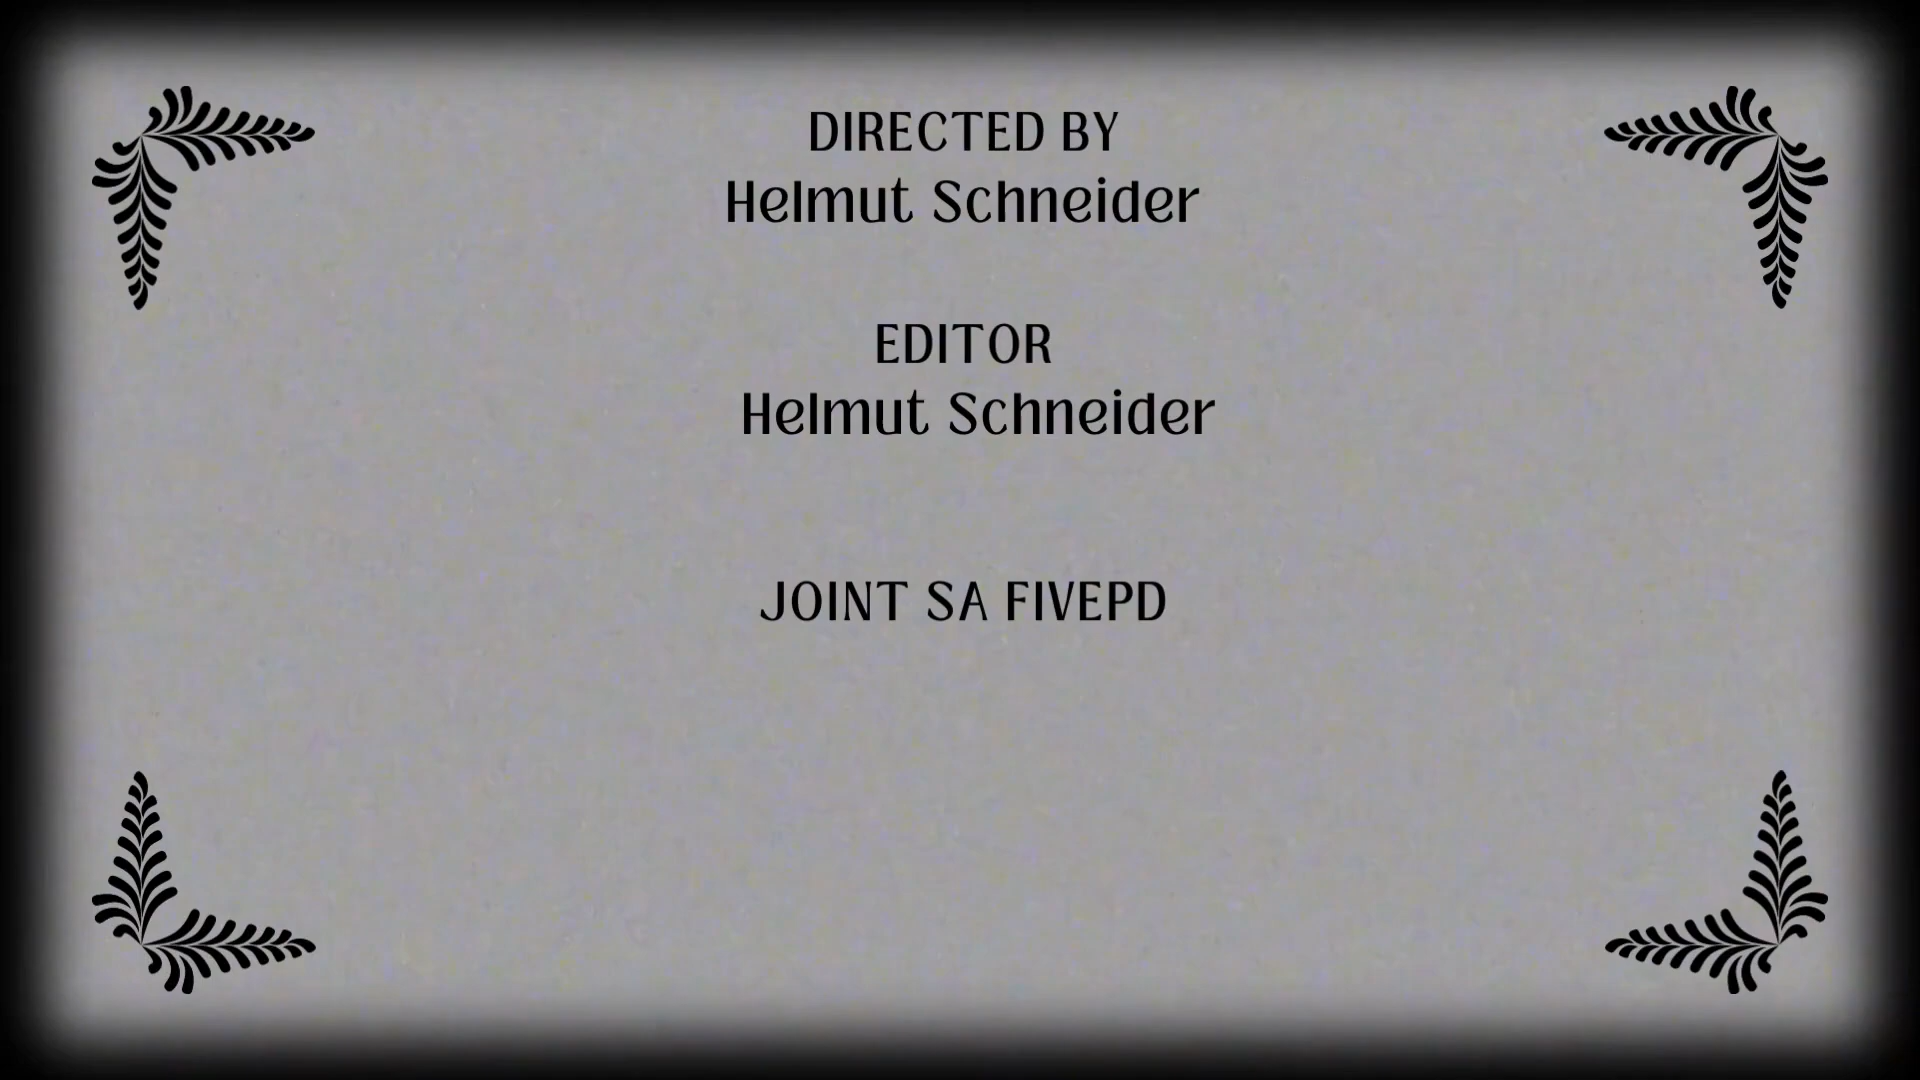 DIRECTED BY
Helmut Schneider
EDITOR
Helmut Schneider
JOINT SA FIVEPD